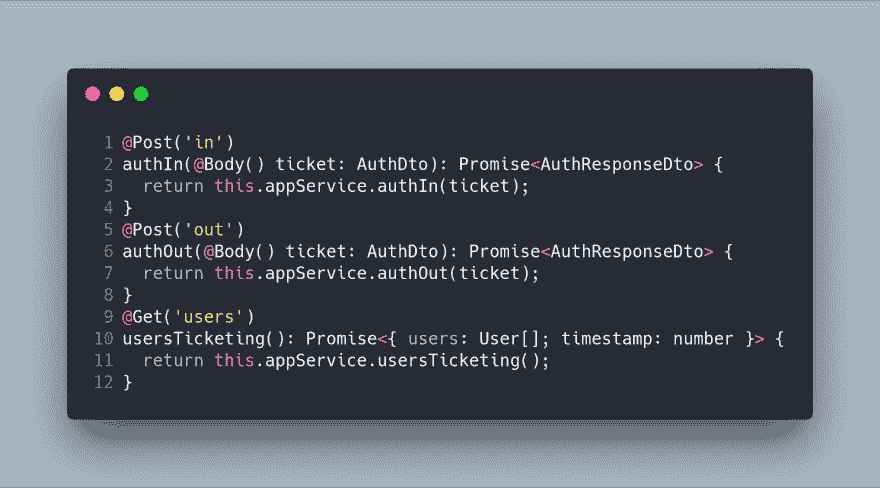 1 @Post('in')
2 authIn(@Body() ticket: AuthDto): Promise<AuthResponseDto> {
3   return this.appService.authIn(ticket);
4 }
5 @Post('out')
6 authOut(@Body() ticket: AuthDto): Promise<AuthResponseDto> {
7   return this.appService.authOut(ticket);
8 }
9 @Get('users')
10 usersTicketing(): Promise<{ users: User[]; timestamp: number }> {
11   return this.appService.usersTicketing();
12 }